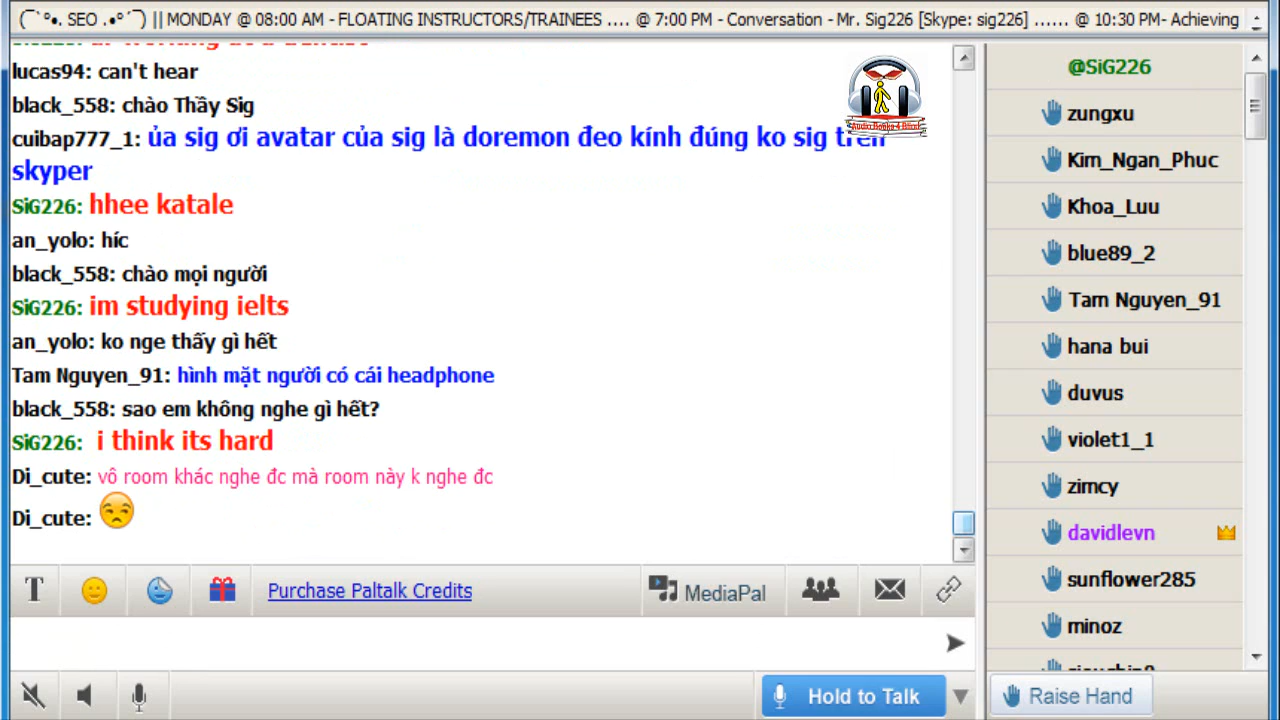 (¯`°•. SEO .•°´¯) || MONDAY @ 08:00 AM - FLOATING INSTRUCTORS/TRAINEES .... @ 7:00 PM - Conversation - Mr. Sig226 [Skype: sig226] ...... @ 10:30 PM- Achieving
lucas94: can't hear
black_558: chào Thầy Sig
cuibap777_1: ủa sig ơi avatar của sig là doremon đeo kính đúng ko sig trên
skyper
SiG226: hhee katale
an_yolo: híc
black_558: chào mọi người
SiG226: im studying ielts
an_yolo: ko nge thấy gì hết
Tam Nguyen_91: hình mặt người có cái headphone
black_558: sao em không nghe gì hết?
SiG226: i think its hard
Di_cute: vô room khác nghe đc mà room này k nghe đc
Di_cute:
Audio Books 4 Blind
Purchase Paltalk Credits
MediaPal
Hold to Talk
@SiG226
zungxu
Kim_Ngan_Phuc
Khoa_Luu
blue89_2
Tam Nguyen_91
hana bui
duvus
violet1_1
zimcy
davidlevn
sunflower285
minoz
Raise Hand